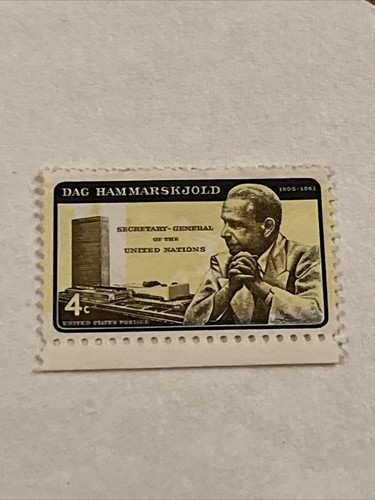 DAG HAMMARSKJOLD
1905-1961
SECRETARY-GENERAL
OF THE
UNITED NATIONS
4c
UNITED STATES POSTAGE